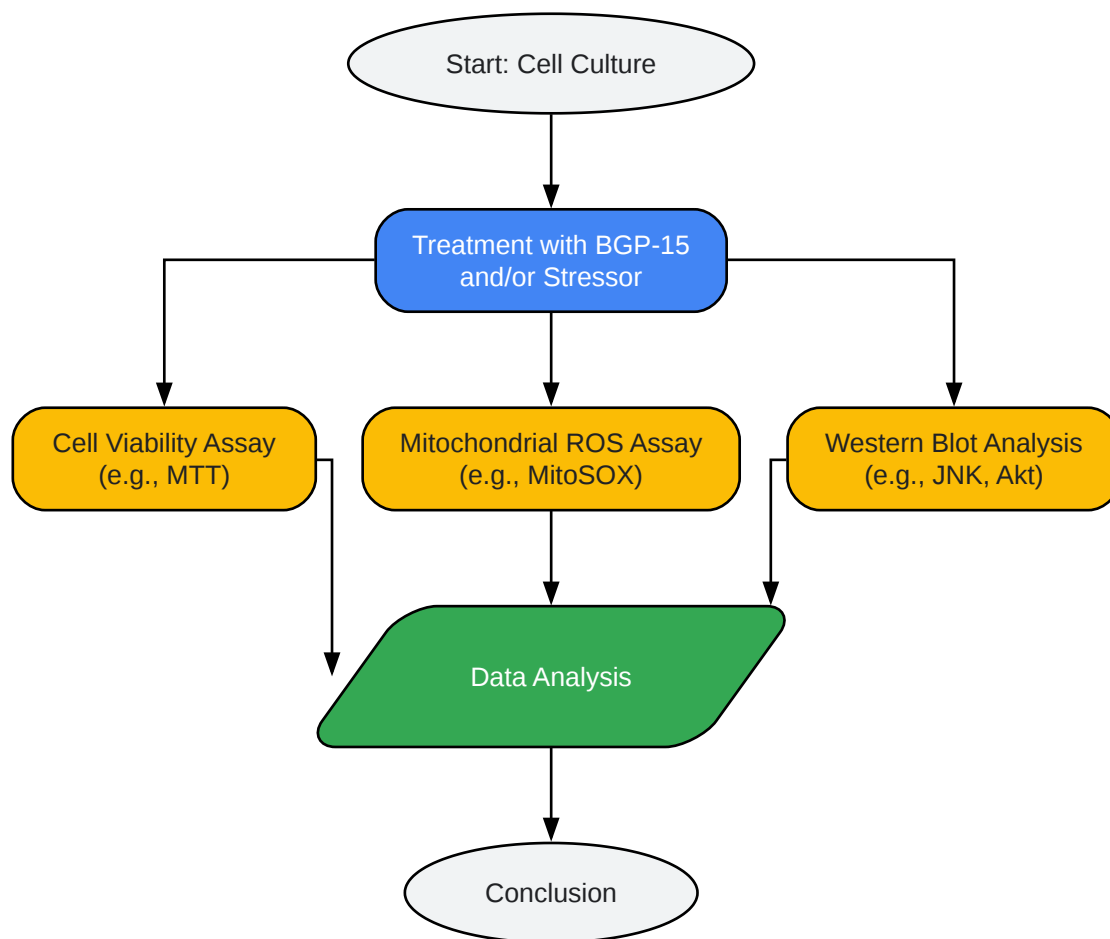 Start: Cell Culture
Treatment with BGP-15
and/or Stressor
Cell Viability Assay
(e.g., MTT)
Mitochondrial ROS Assay
(e.g., MitoSOX)
Western Blot Analysis
(e.g., JNK, Akt)
Data Analysis
Conclusion